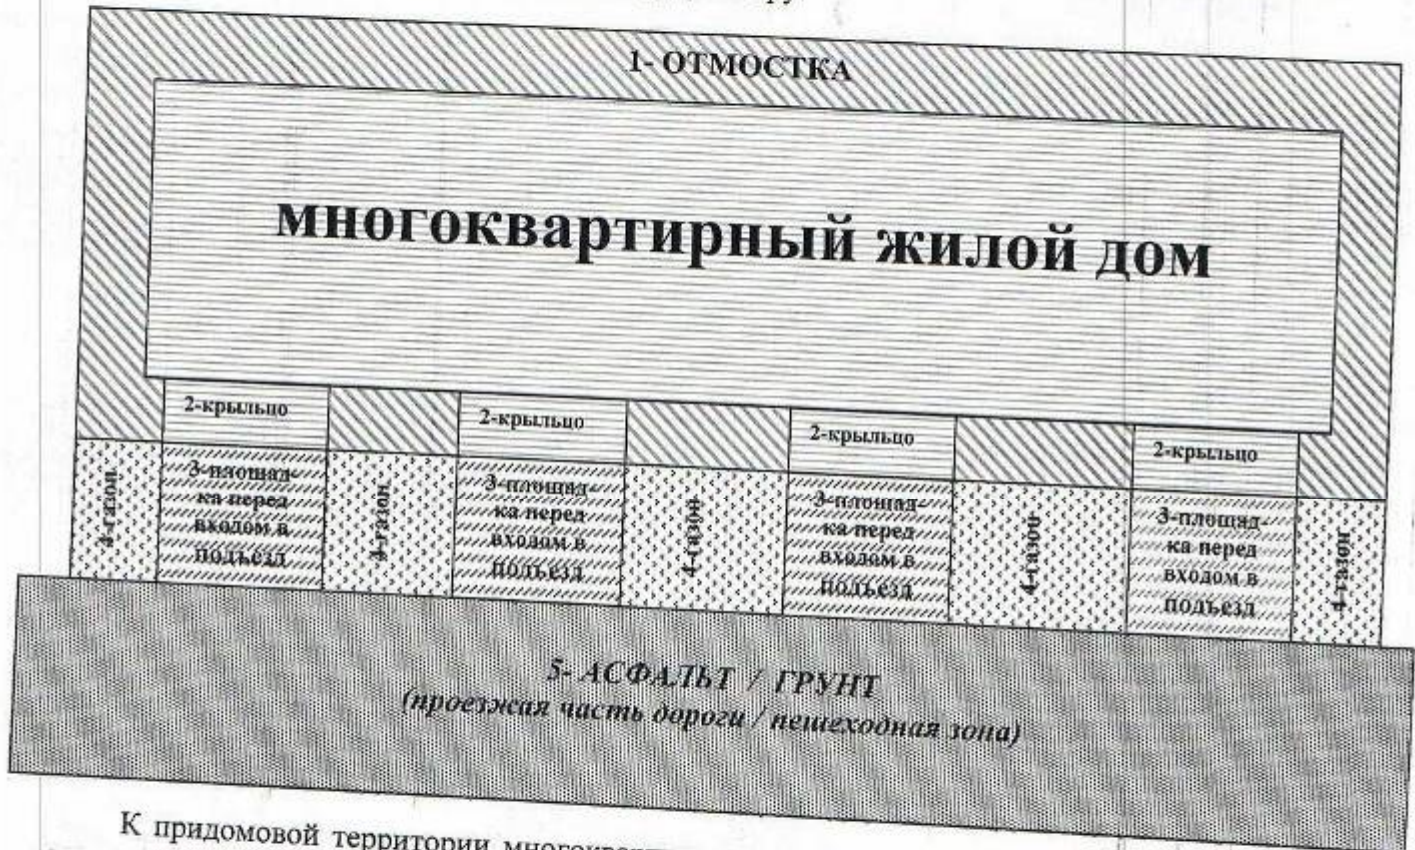 1- ОТМОСТКА
многоквартирный жилой дом
2-крыльцо
2-крыльцо
2-крыльцо
2-крыльцо
4-газон
3-площад-
ка перед
входом в
подъезд
4-газон
3-площад-
ка перед
входом в
подъезд
4-газон
3-площад-
ка перед
входом в
подъезд
4-газон
3-площад-
ка перед
входом в
подъезд
4-газон
5- АСФАЛЬТ / ГРУНТ
(проезжая часть дороги / пешеходная зона)
К придомовой территории